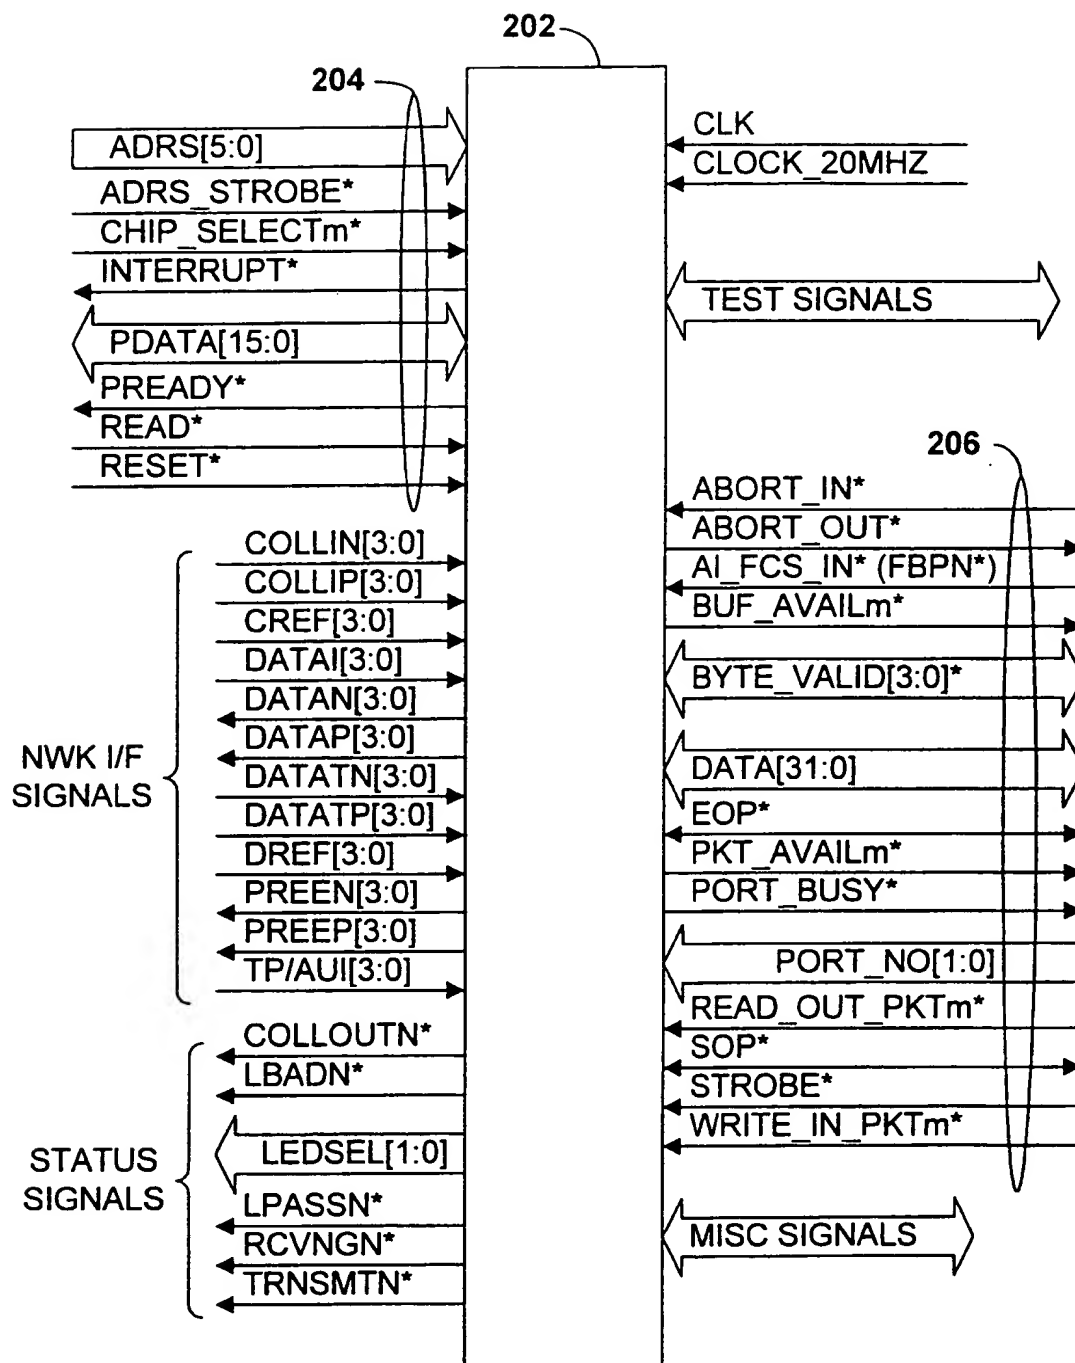 202
204
ADRS[5:0]
ADRS_STROBE*
CHIP_SELECTm*
INTERRUPT*
PDATA[15:0]
PREADY*
READ*
RESET*
COLLIN[3:0]
COLLIP[3:0]
CREF[3:0]
DATAI[3:0]
DATAN[3:0]
DATAP[3:0]
DATATN[3:0]
DATATP[3:0]
DREF[3:0]
PREEN[3:0]
PREEP[3:0]
TP/AUI[3:0]
NWK I/F
SIGNALS
COLLOUTN*
LBADN*
LEDSEL[1:0]
LPASSN*
RCVNGN*
TRNSMTN*
STATUS
SIGNALS
CLK
CLOCK_20MHZ
TEST SIGNALS
206
ABORT_IN*
ABORT_OUT*
AI_FCS_IN* (FBPN*)
BUF_AVAILm*
BYTE_VALID[3:0]*
DATA[31:0]
EOP*
PKT_AVAILm*
PORT_BUSY*
PORT_NO[1:0]
READ_OUT_PKTm*
SOP*
STROBE*
WRITE_IN_PKTm*
MISC SIGNALS